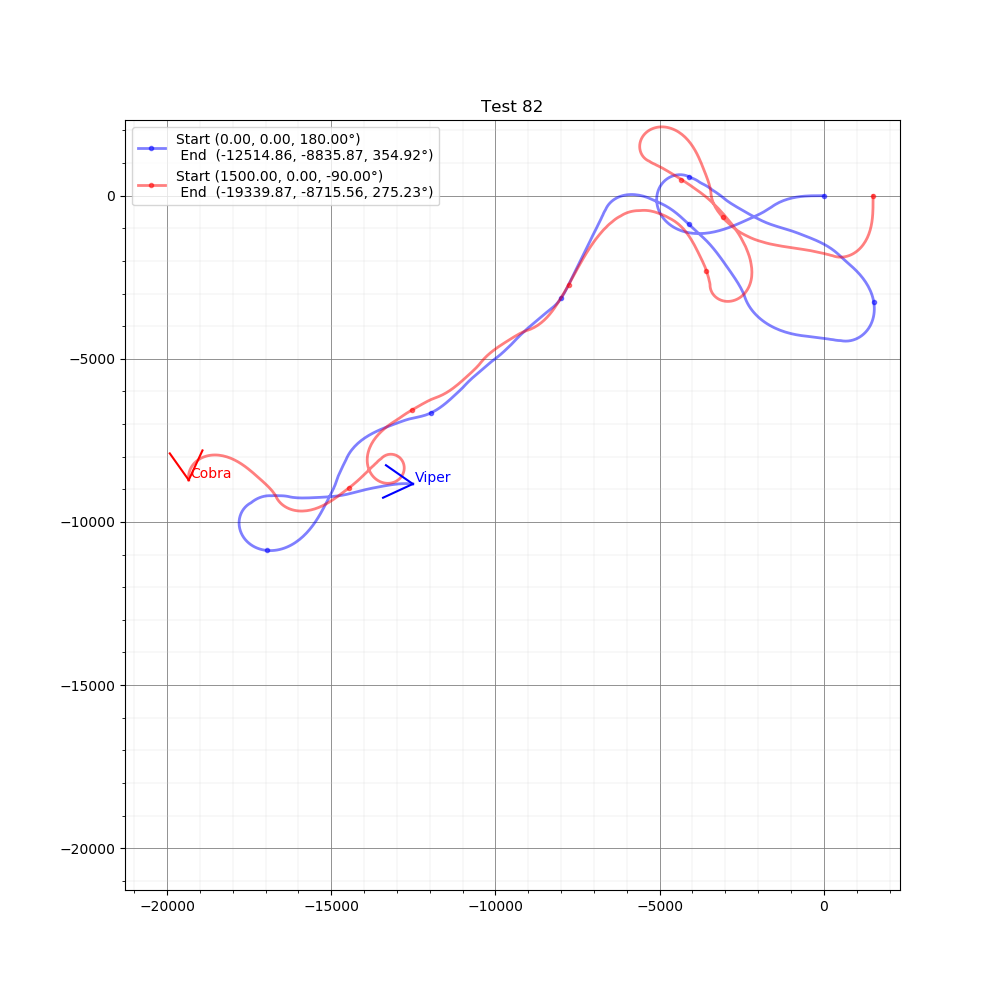 Test 82
Start (0.00, 0.00, 180.00°)
End  (-12514.86, -8835.87, 354.92°)
Start (1500.00, 0.00, -90.00°)
End  (-19339.87, -8715.56, 275.23°)
0
−5000
−10000
−15000
−20000
Cobra
Viper
−20000
−15000
−10000
−5000
0